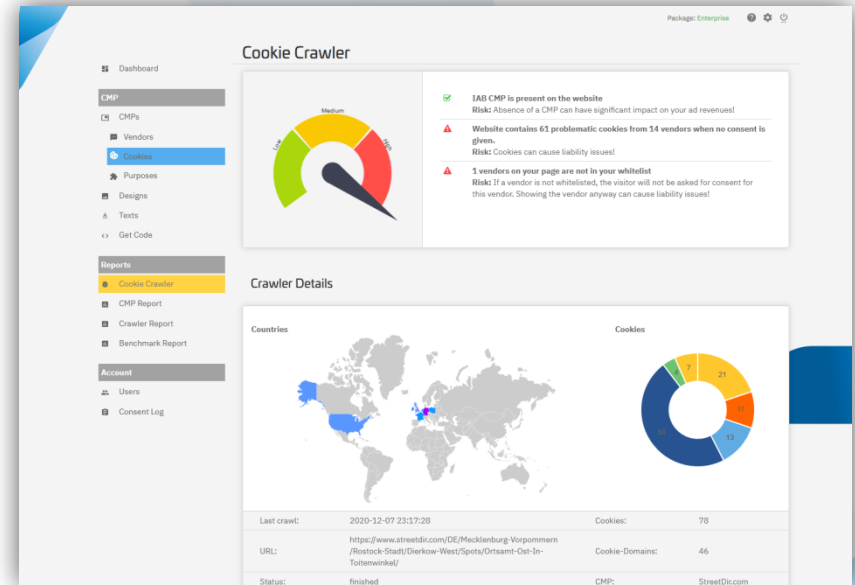 Package: Enterprise
Cookie Crawler
Dashboard
CMP
CMPs
Vendors
Cookies
Purposes
Designs
Texts
Get Code
Reports
Cookie Crawler
CMP Report
Crawler Report
Benchmark Report
Account
Users
Consent Log
Low
Medium
High
IAB CMP is present on the website
Risk: Absence of a CMP can have significant impact on your ad revenues!
Website contains 61 problematic cookies from 14 vendors when no consent is
given.
Risk: Cookies can cause liability issues!
1 vendors on your page are not in your whitelist
Risk: If a vendor is not whitelisted, the visitor will not be asked for consent for
this vendor. Showing the vendor anyway can cause liability issues!
Crawler Details
Countries
Cookies
7
21
13
Last crawl: 2020-12-07 23:17:28 Cookies: 78
URL: https://www.atreetdir.com/DE/Mecklenburg-Vorpommern
/Rostock-Stadt/Dierkow-West/Spots/Ortsamt-Ost-In-
Toitenwinkel/
Cookie-Domains: 46
Status: finished CMP: StreetDir.com